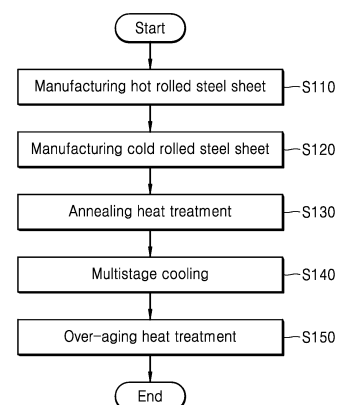 Start
Manufacturing hot rolled steel sheet S110
Manufacturing cold rolled steel sheet S120
Annealing heat treatment S130
Multistage cooling S140
Over-aging heat treatment S150
End